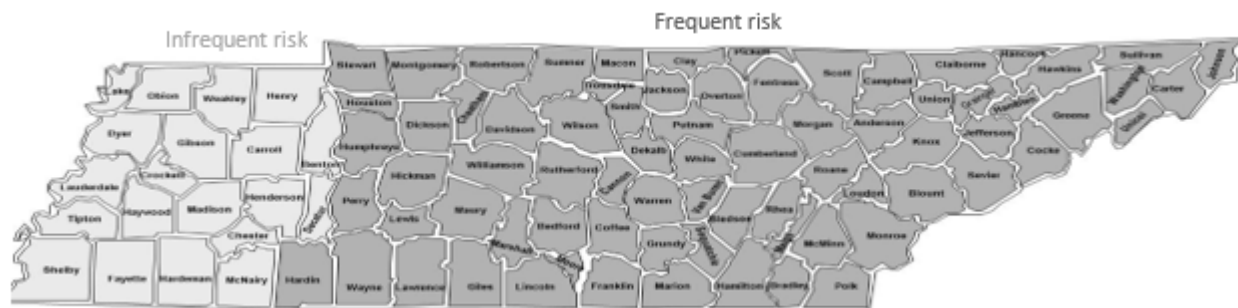 Frequent risk
Infrequent risk
Stewart Montgomery Robertson Sumner Macon Clay Pickett Scott Campbell Claiborne Hancock Hawkins Sullivan Johnson
Lake Obion Weakley Henry Houston Dickson Cheatham Davidson Wilson Smith Jackson Overton Fentress Morgan Anderson Union Grainger Hamblen Greene Washington Carter Unicoi
Dyer Gibson Carroll Benton Humphreys Williamson Rutherford Dekalb Putnam White Cumberland Roane Knox Jefferson Cocke Sevier
Lauderdale Crockett Henderson Decatur Perry Hickman Maury Cannon Warren Van Buren Bledsoe Rhea Loudon Blount
Tipton Haywood Madison Chester Lewis Marshall Bedford Coffee Grundy Meigs McMinn Monroe
Shelby Fayette Hardeman McNairy Hardin Wayne Lawrence Giles Lincoln Moore Franklin Marion Hamilton Bradley Polk